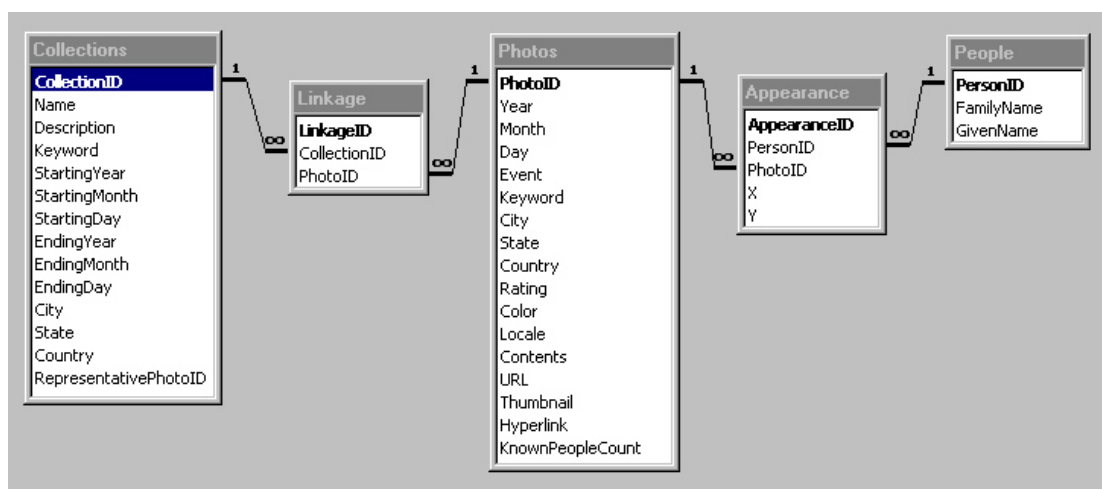 Collections
CollectionID
Name
Description
Keyword
StartingYear
StartingMonth
StartingDay
EndingYear
EndingMonth
EndingDay
City
State
Country
RepresentativePhotoID
1
∞
Linkage
LinkageID
CollectionID
PhotoID
1
∞
Photos
PhotoID
Year
Month
Day
Event
Keyword
City
State
Country
Rating
Color
Locale
Contents
URL
Thumbnail
Hyperlink
KnownPeopleCount
1
∞
Appearance
AppearanceID
PersonID
PhotoID
X
Y
1
∞
People
PersonID
FamilyName
GivenName